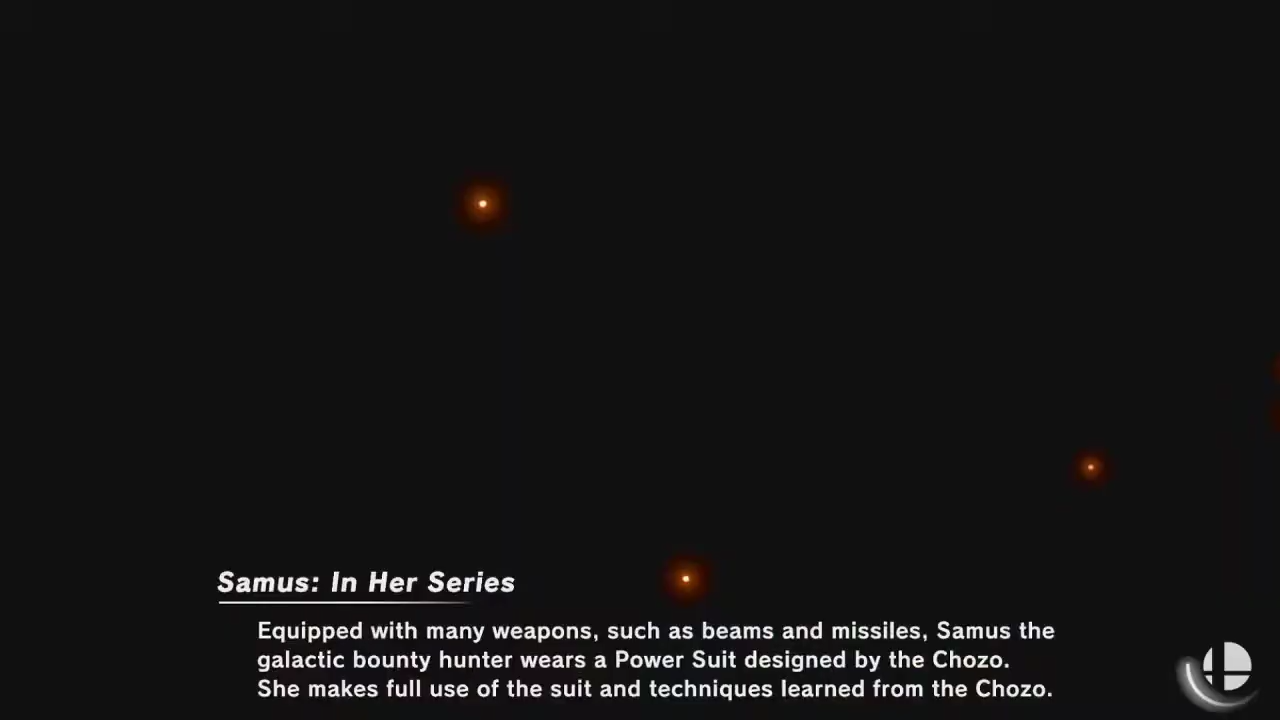 Samus: In Her Series
Equipped with many weapons, such as beams and missiles, Samus the
galactic bounty hunter wears a Power Suit designed by the Chozo.
She makes full use of the suit and techniques learned from the Chozo.